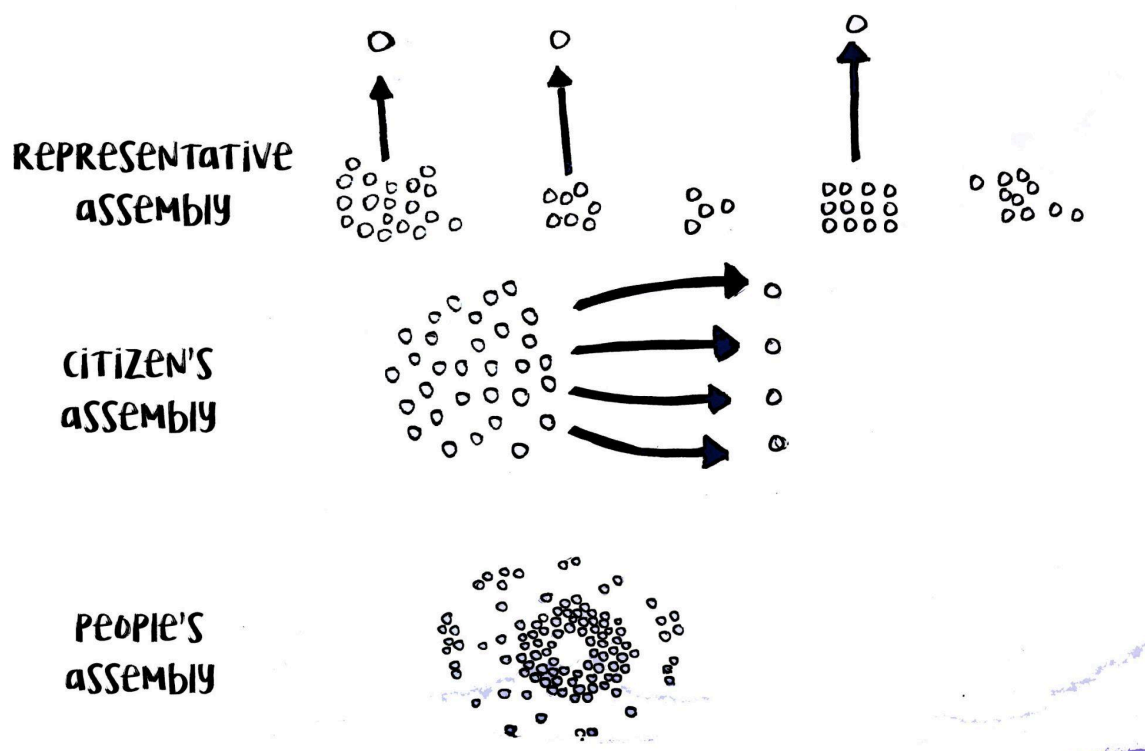 REPRESENTATIVE
ASSEMBLY
CITIZEN'S
ASSEMBLY
PEOPLE'S
ASSEMBLY